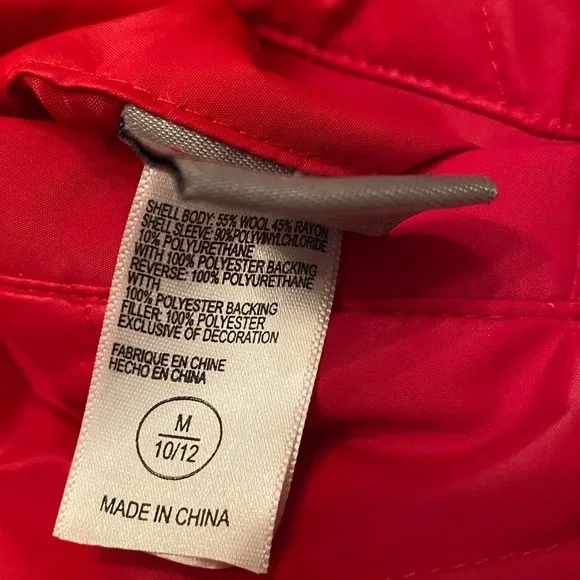 SHELL BODY: 55% WOOL 45% RAYON
SHELL SLEEVE: 90%POLYVINYLCHLORIDE
10% POLYURETHANE
WITH 100% POLYESTER BACKING
REVERSE: 100% POLYURETHANE
WTTH
100% POLYESTER BACKING
FILLER: 100% POLYESTER
EXCLUSIVE OF DECORATION
FABRIQUE EN CHINE
HECHO EN CHINA
M
10/12
MADE IN CHINA